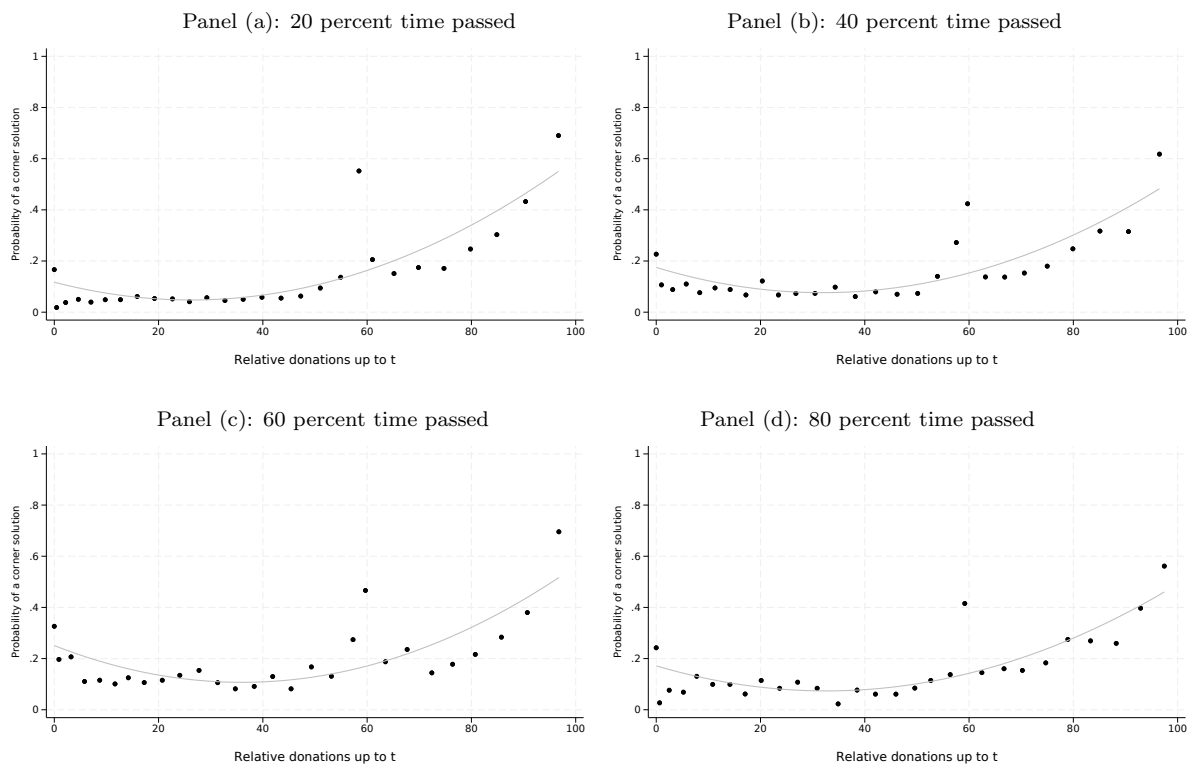 Panel (a): 20 percent time passed
Probability of a corner solution
1
.8
.6
.4
.2
0
0 20 40 60 80 100
Relative donations up to t
Panel (b): 40 percent time passed
Probability of a corner solution
1
.8
.6
.4
.2
0
0 20 40 60 80 100
Relative donations up to t
Panel (c): 60 percent time passed
Probability of a corner solution
1
.8
.6
.4
.2
0
0 20 40 60 80 100
Relative donations up to t
Panel (d): 80 percent time passed
Probability of a corner solution
1
.8
.6
.4
.2
0
0 20 40 60 80 100
Relative donations up to t